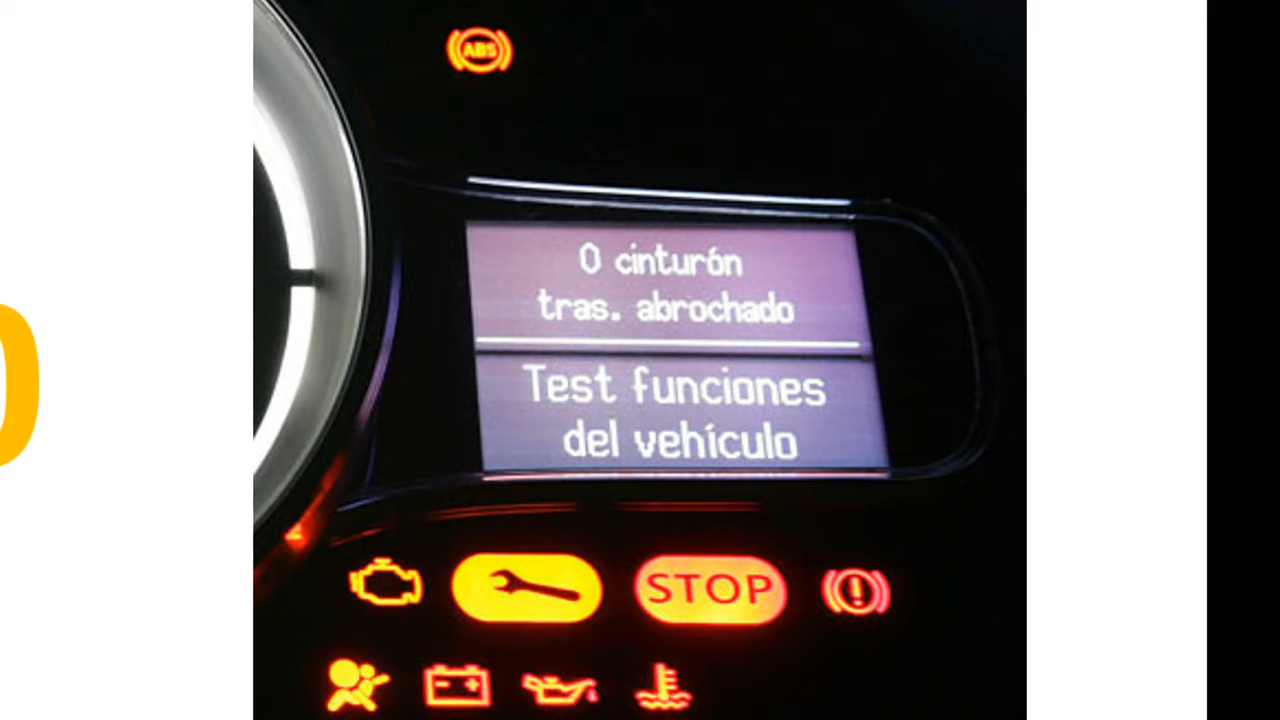 ABS
0 cinturón
tras. abrochado
Test funciones
del vehículo
STOP